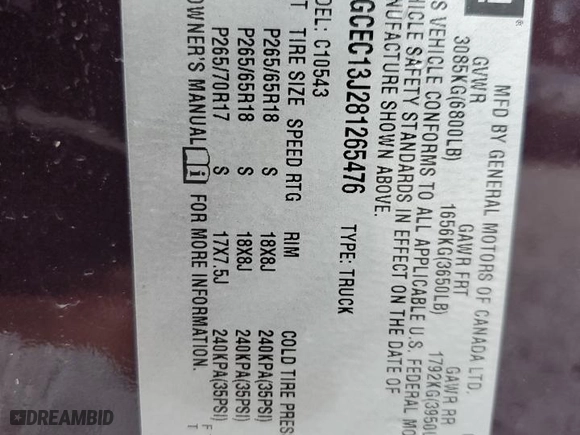 ®
MFD BY GENERAL MOTORS OF CANADA LTD.
GVWR GAWR FRT GAWR RR
3085KG(6800LB) 1656KG(3650LB) 1792KG(3950L
S VEHICLE CONFORMS TO ALL APPLICABLE U.S. FEDERAL MO
HICLE SAFETY STANDARDS IN EFFECT ON THE DATE OF
NUFACTURE SHOWN ABOVE.
GCEC13J281265476 TYPE: TRUCK
DEL: C10543
T TIRE SIZE SPEED RTG RIM COLD TIRE PRES
P265/65R18 S 18X8J 240KPA(35PSI)
P265/65R18 S 18X8J 240KPA(35PSI)
P265/70R17 S 17X7.5J 240KPA(35PSI)
OWNER'S MANUAL i FOR MORE INFORMATION.
F
T
DREAMBID